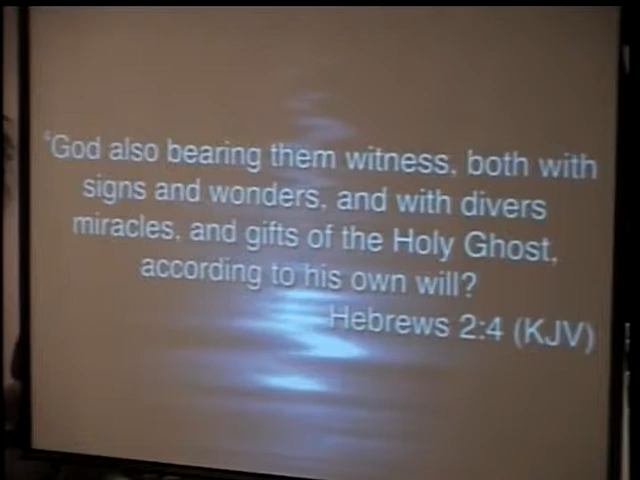 ⁴God also bearing them witness, both with
signs and wonders, and with divers
miracles, and gifts of the Holy Ghost,
according to his own will?
Hebrews 2:4 (KJV)